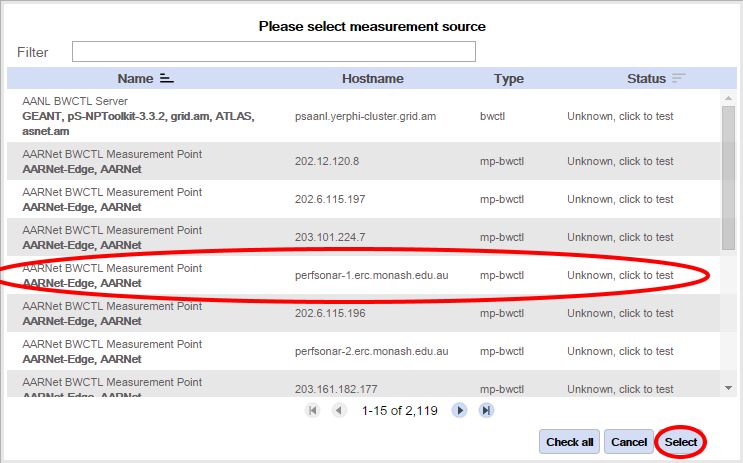 Please select measurement source
Filter
Name Hostname Type Status
AANL BWCTL Server
GEANT, pS-NPToolkit-3.3.2, grid.am, ATLAS,
asnet.am
psaanl.yerphi-cluster.grid.am bwctl Unknown, click to test
AARNet BWCTL Measurement Point
AARNet-Edge, AARNet
202.12.120.8 mp-bwctl Unknown, click to test
AARNet BWCTL Measurement Point
AARNet-Edge, AARNet
202.6.115.197 mp-bwctl Unknown, click to test
AARNet BWCTL Measurement Point
AARNet-Edge, AARNet
203.101.224.7 mp-bwctl Unknown, click to test
AARNet BWCTL Measurement Point
AARNet-Edge, AARNet
perfsonar-1.erc.monash.edu.au mp-bwctl Unknown, click to test
AARNet BWCTL Measurement Point
AARNet-Edge, AARNet
202.6.115.196 mp-bwctl Unknown, click to test
AARNet BWCTL Measurement Point
AARNet-Edge, AARNet
perfsonar-2.erc.monash.edu.au mp-bwctl Unknown, click to test
AARNet BWCTL Measurement Point
AARNet-Edge, AARNet
203.161.182.177 mp-bwctl Unknown, click to test
1-15 of 2,119
Check all Cancel Select